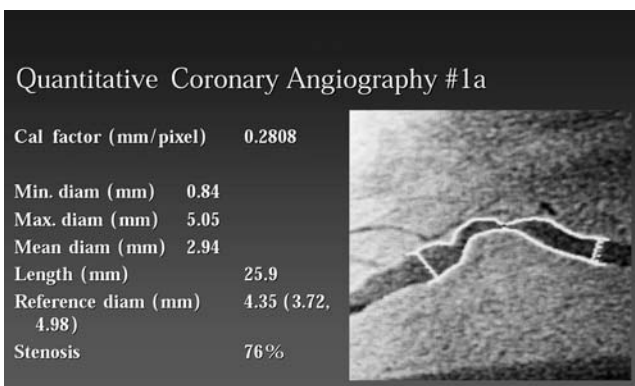 Quantitative Coronary Angiography #1a
Cal factor (mm/pixel) 0.2808
Min. diam (mm) 0.84
Max. diam (mm) 5.05
Mean diam (mm) 2.94
Length (mm) 25.9
Reference diam (mm) 4.35 (3.72,
4.98)
Stenosis 76%